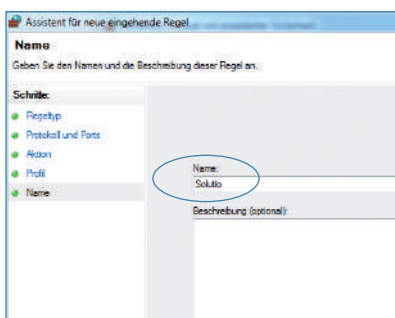 Assistent für neue eingehende Regel
Name
Geben Sie den Namen und die Beschreibung dieser Regel an.
Schritte:
Regeltyp
Protokoll und Ports
Aktion
Profil
Name
Name:
Solutio
Beschreibung (optional):